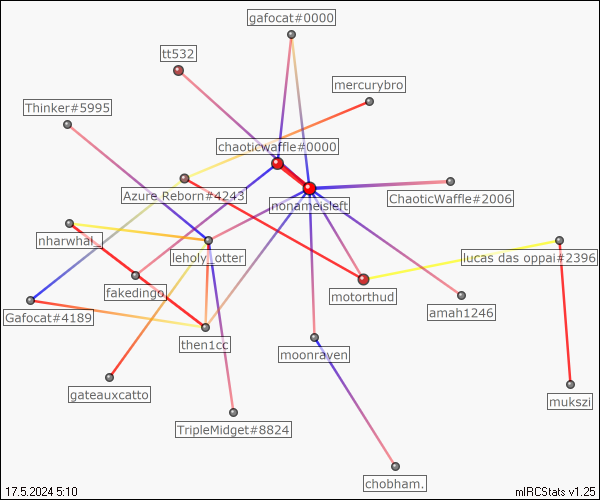 gafocat#0000
tt532
mercurybro
Thinker#5995
chaoticwaffle#0000
Azure Reborn#4243
nonameisleft
ChaoticWaffle#2006
nharwhal_
leholy_otter
lucas das oppai#2396
fakedingo_
motorthud
Gafocat#4189
amah1246
then1cc
moonraven
gateauxcatto
mukszi
TripleMidget#8824
chobham.
17.5.2024 5:10
mIRCStats v1.25